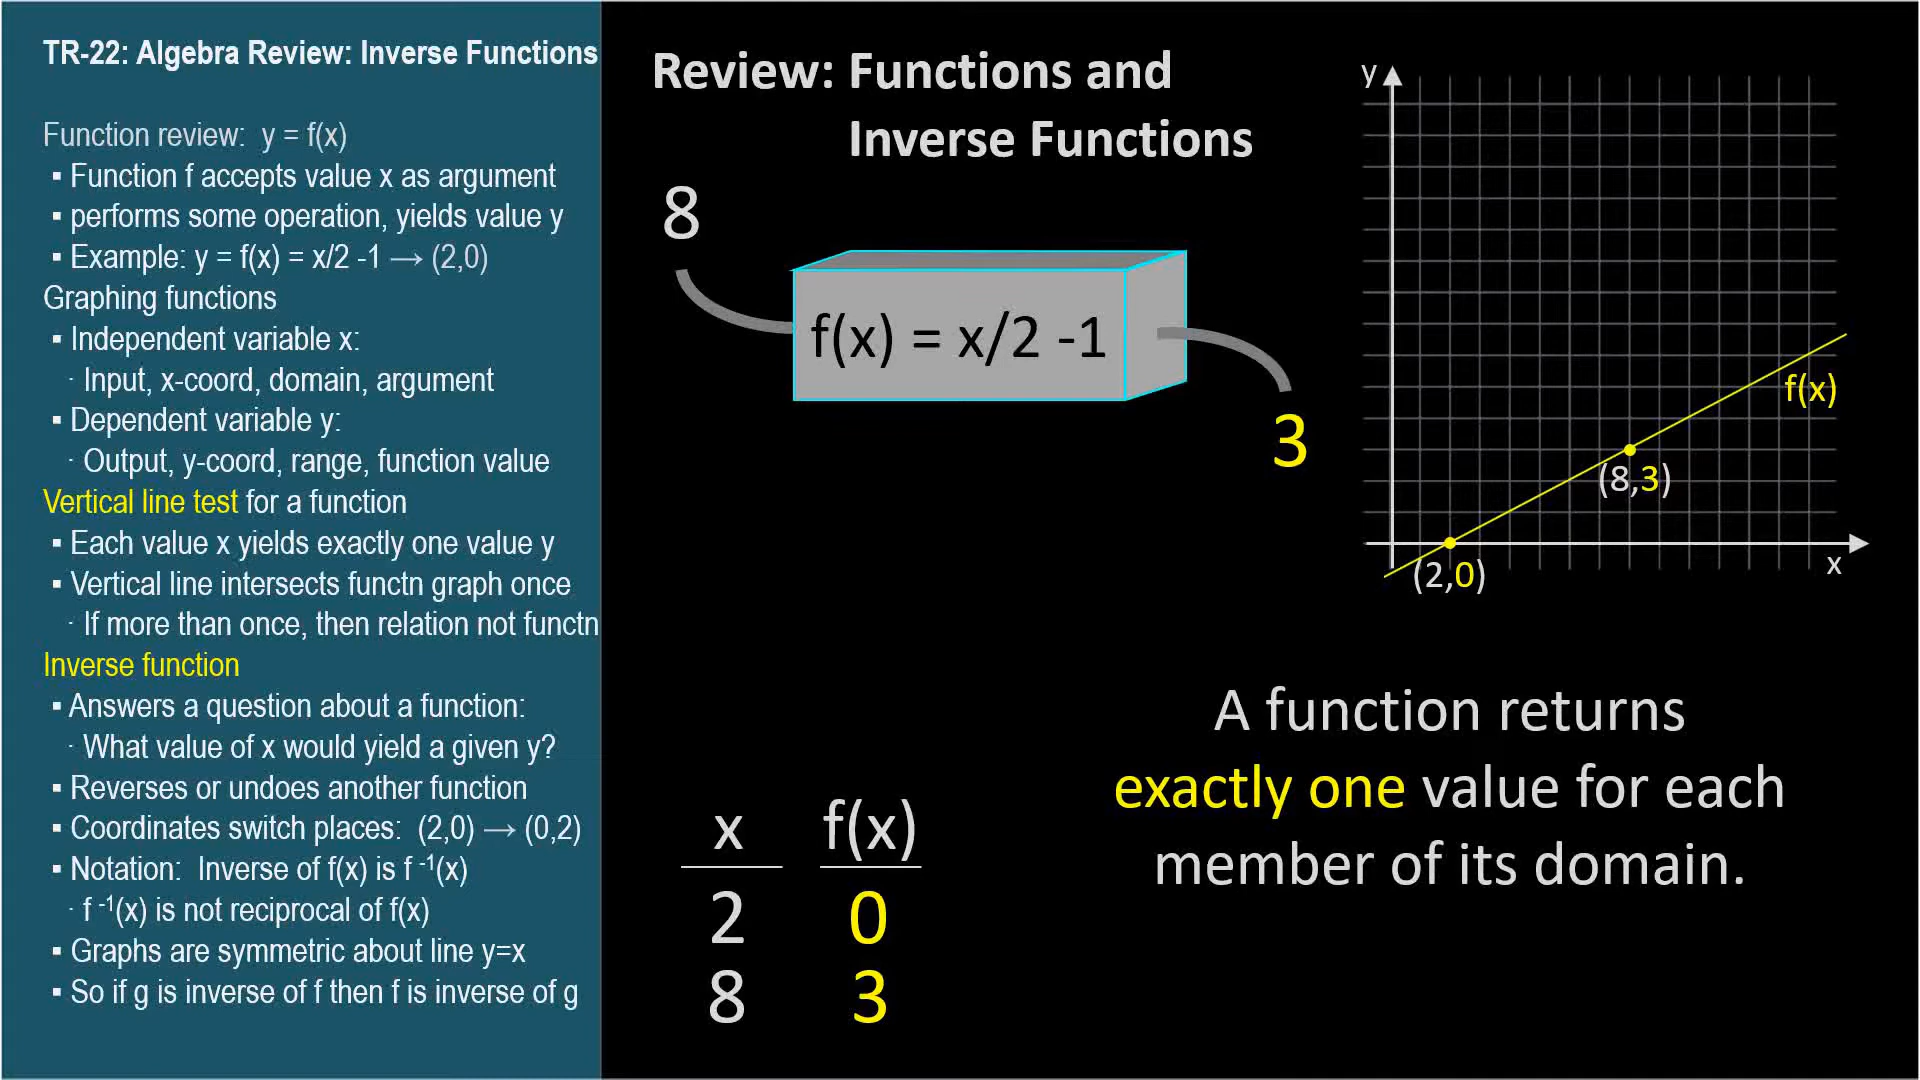 TR-22: Algebra Review: Inverse Functions
Function review:  y = f(x)
▪ Function f accepts value x as argument
▪ performs some operation, yields value y
▪ Example: y = f(x) = x/2 -1 → (2,0)
Graphing functions
▪ Independent variable x:
· Input, x-coord, domain, argument
▪ Dependent variable y:
· Output, y-coord, range, function value
Vertical line test for a function
▪ Each value x yields exactly one value y
▪ Vertical line intersects functn graph once
· If more than once, then relation not functn
Inverse function
▪ Answers a question about a function:
· What value of x would yield a given y?
▪ Reverses or undoes another function
▪ Coordinates switch places:  (2,0) → (0,2)
▪ Notation:  Inverse of f(x) is f ⁻¹(x)
· f ⁻¹(x) is not reciprocal of f(x)
▪ Graphs are symmetric about line y=x
▪ So if g is inverse of f then f is inverse of g
Review: Functions and
Inverse Functions
8
f(x) = x/2 -1
3
y
f(x)
(8,3)
x
(2,0)
A function returns
exactly one value for each
member of its domain.
x f(x)
2 0
8 3